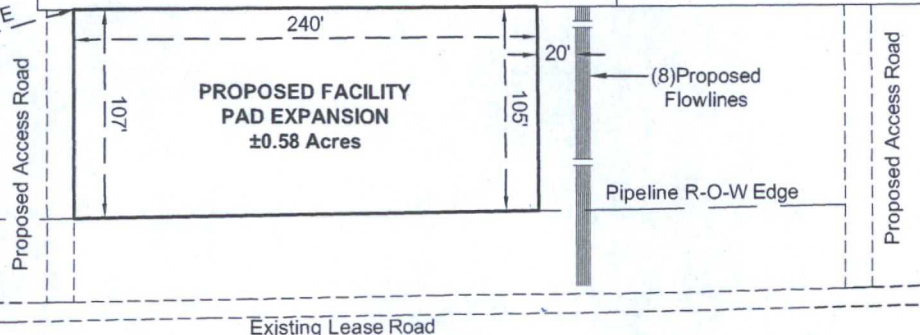 E
240'
20'
(8)Proposed
Flowlines
PROPOSED FACILITY
PAD EXPANSION
±0.58 Acres
107'
105'
Proposed Access Road
Pipeline R-O-W Edge
Proposed Access Road
Existing Lease Road